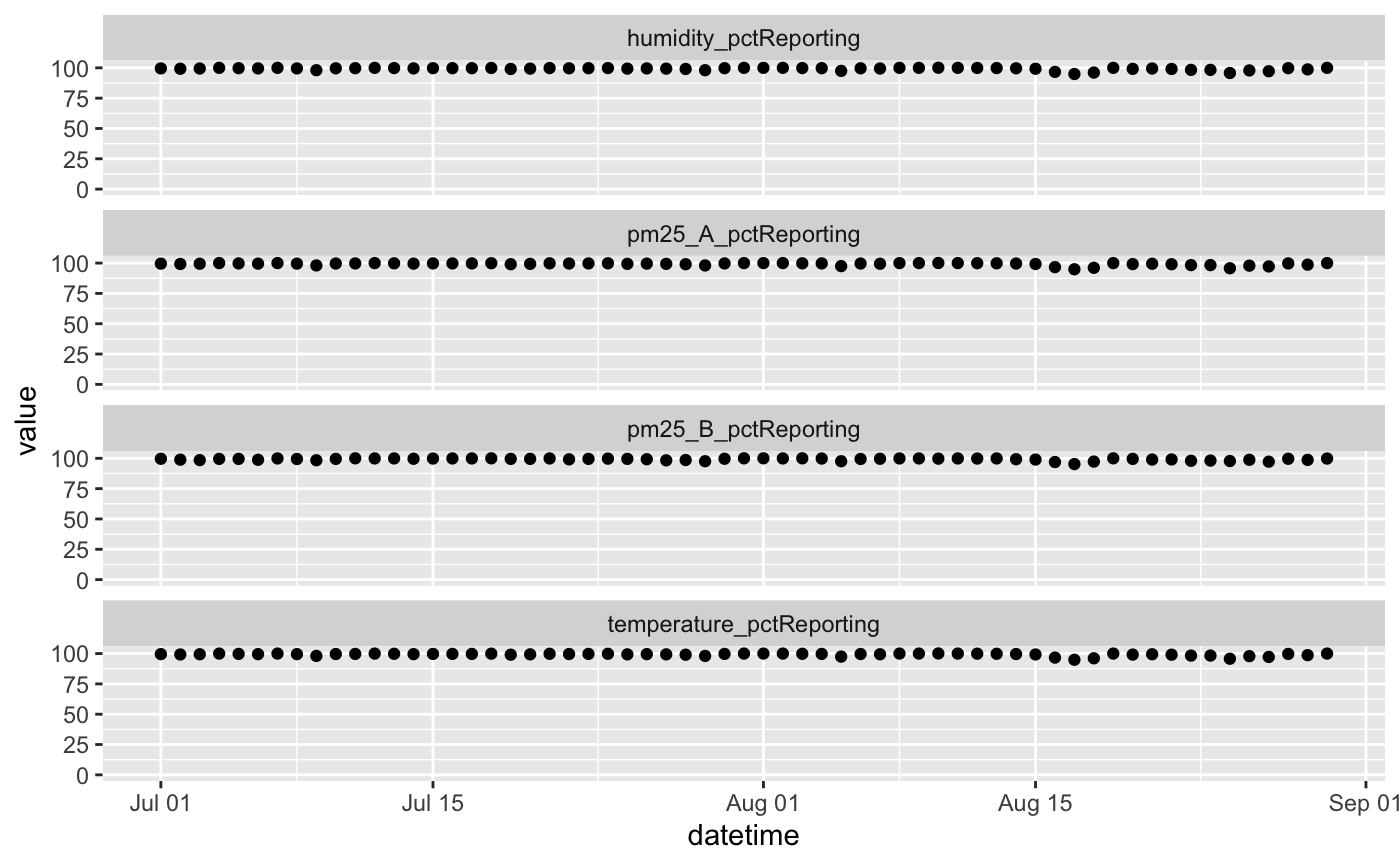 humidity_pctReporting
100
75
50
25
0
pm25_A_pctReporting
100
75
50
25
0
pm25_B_pctReporting
100
75
50
25
0
temperature_pctReporting
100
75
50
25
0
value
Jul 01 Jul 15 Aug 01 Aug 15 Sep 01
datetime